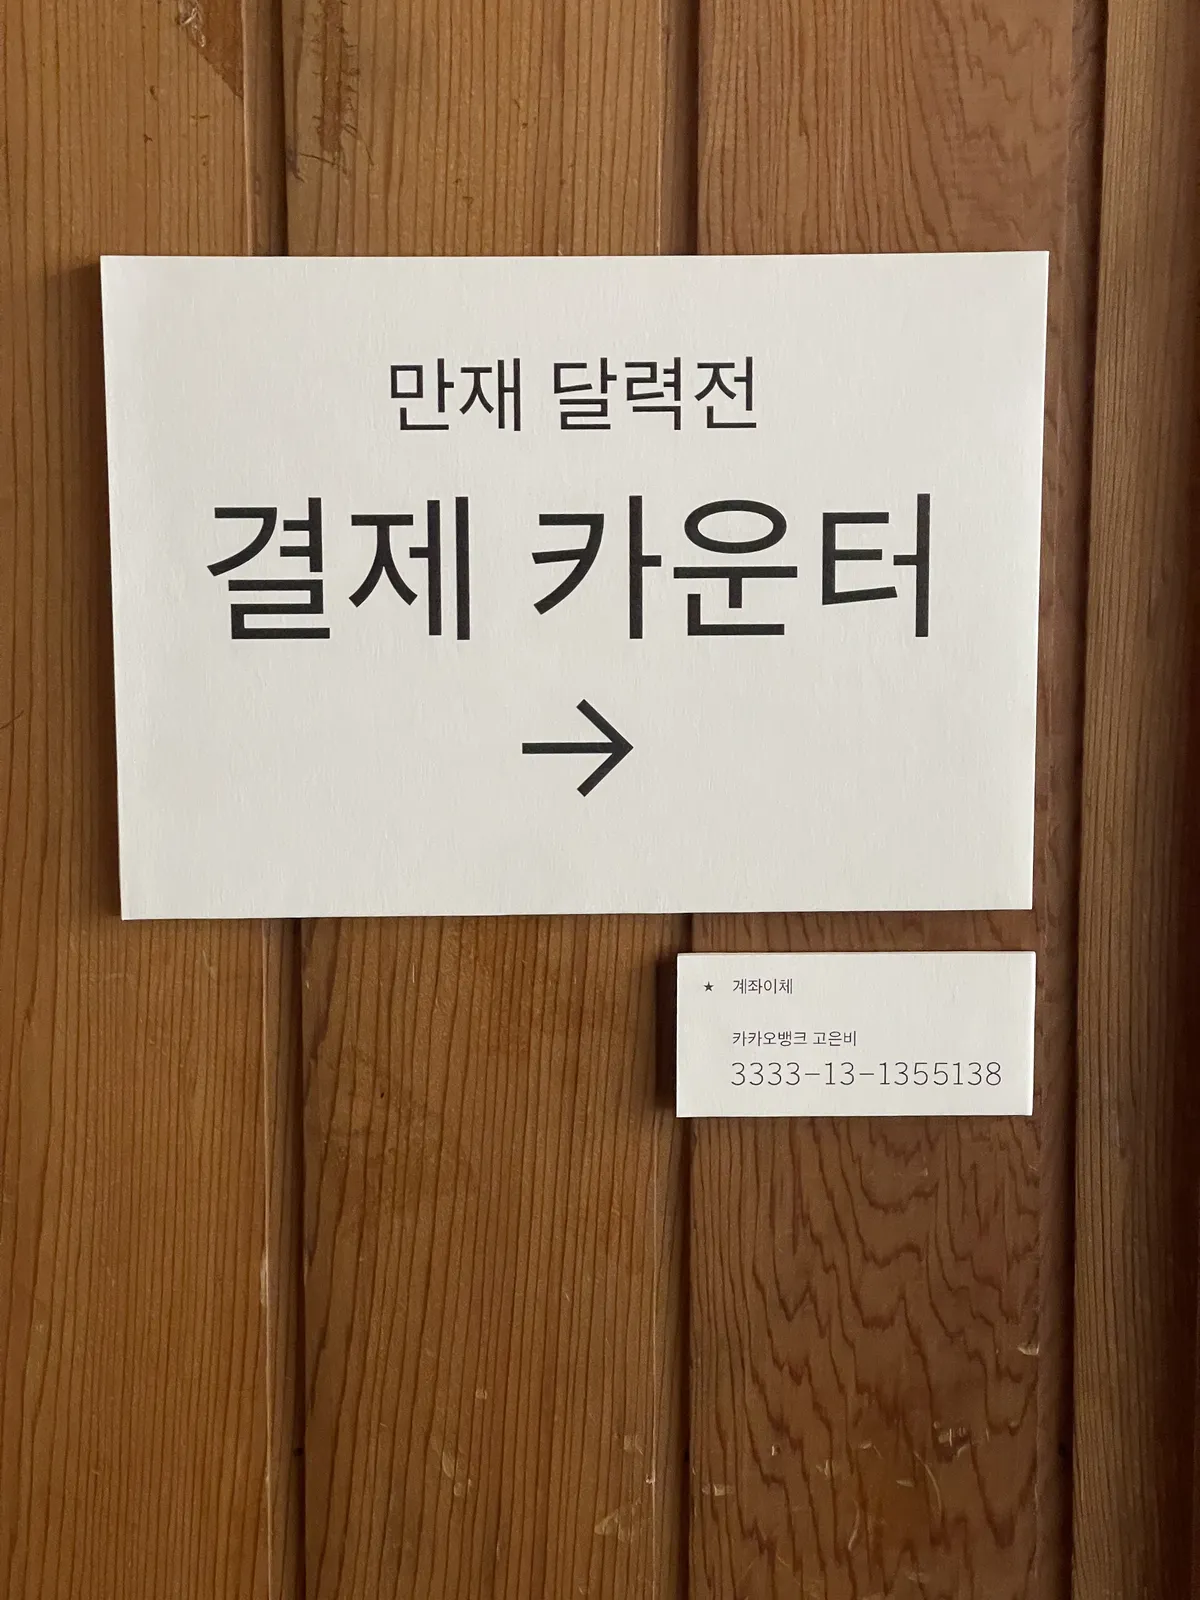 만재 달력전
결제 카운터
→
★ 계좌이체
카카오뱅크 고은비
3333-13-1355138